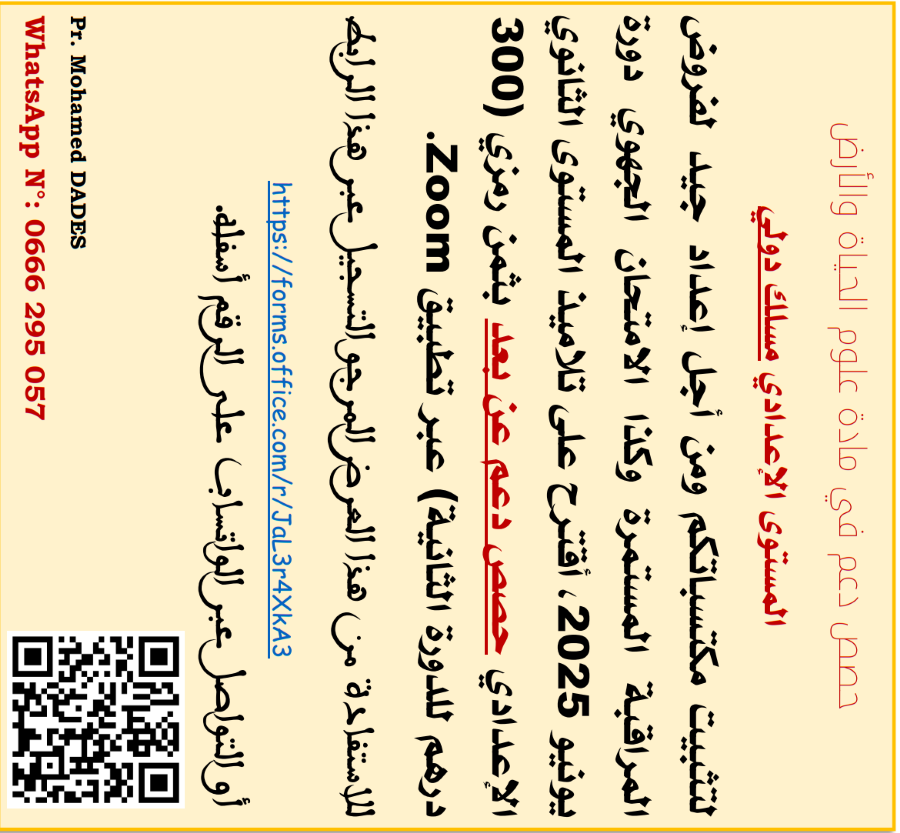 حصص دعم في مادة علوم الحياة والأرض
المستوى الإعدادي مسلك دولي
لتثبيت مكتسباتكم ومن أجل إعداد جيد لفروض
المراقبة المستمرة وكذا الامتحان الجهوي دورة
يونيو 2025، أقترح على تلاميذ المستوى الثانوي
الإعدادي حصص دعم عن بعد بثمن رمزي (300
درهم للدورة الثانية) عبر تطبيق Zoom.
للاستفادة من هذا العرض المرجو التسجيل عبر هذا الرابط
https://forms.office.com/r/JaL3r4XkA3
أو التواصل عبر الواتساب على الرقم أسفله.
Pr. Mohamed DADES
WhatsApp N°: 0666 295 057